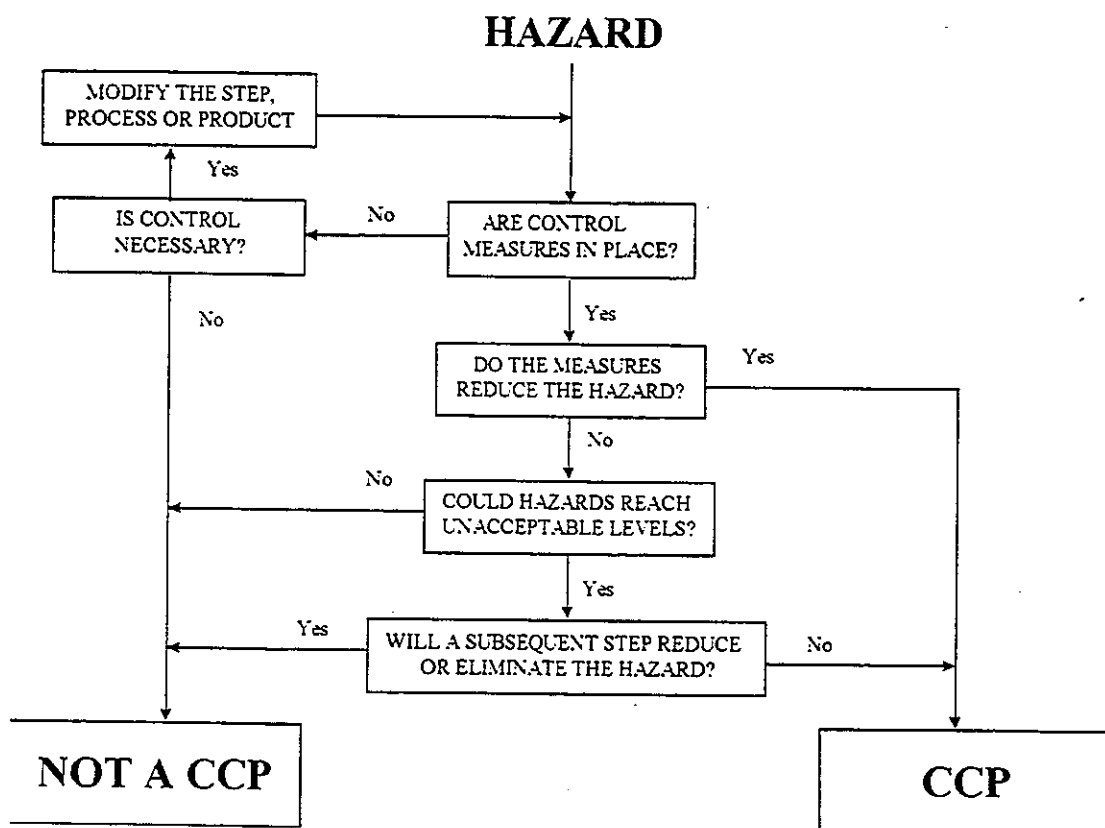 HAZARD
MODIFY THE STEP,
PROCESS OR PRODUCT
Yes
IS CONTROL
NECESSARY?
No
ARE CONTROL
MEASURES IN PLACE?
No
Yes
DO THE MEASURES
REDUCE THE HAZARD?
Yes
No
No
COULD HAZARDS REACH
UNACCEPTABLE LEVELS?
Yes
Yes
WILL A SUBSEQUENT STEP REDUCE
OR ELIMINATE THE HAZARD?
No
NOT A CCP
CCP